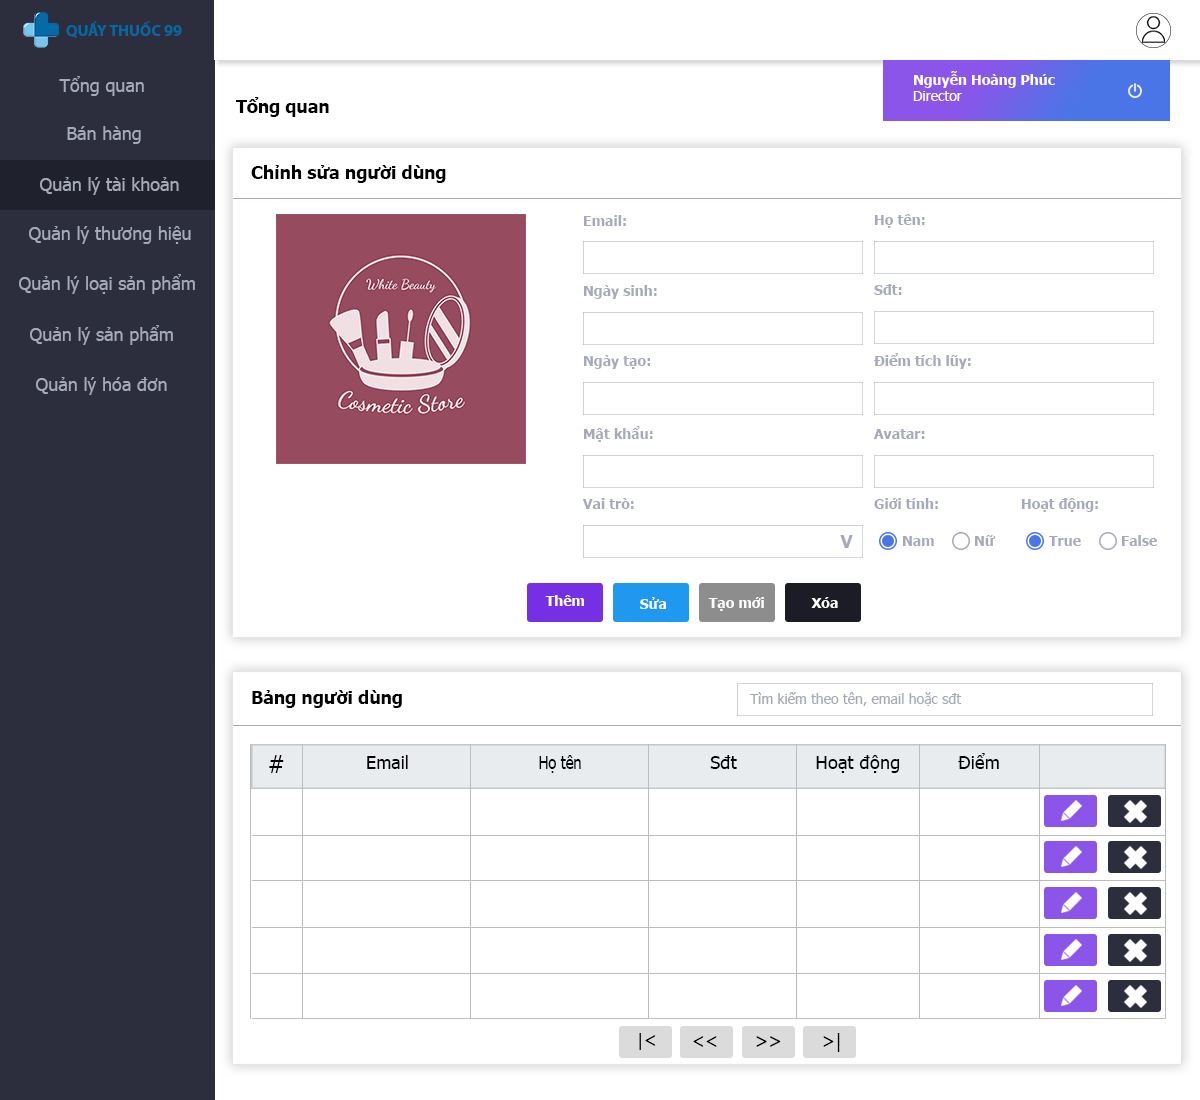 QUẦY THUỐC 99
Tổng quan
Bán hàng
Quản lý tài khoản
Quản lý thương hiệu
Quản lý loại sản phẩm
Quản lý sản phẩm
Quản lý hóa đơn
Nguyễn Hoàng Phúc
Director
Tổng quan
Chỉnh sửa người dùng
White Beauty
Cosmetic Store
Email:
Họ tên:
Ngày sinh:
Sđt:
Ngày tạo:
Điểm tích lũy:
Mật khẩu:
Avatar:
Vai trò:
V
Giới tính:
Hoạt động:
Nam
Nữ
True
False
Thêm
Sửa
Tạo mới
Xóa
Bảng người dùng
Tìm kiếm theo tên, email hoặc sđt
# Email Họ tên Sđt Hoạt động Điểm
|< << >> >|